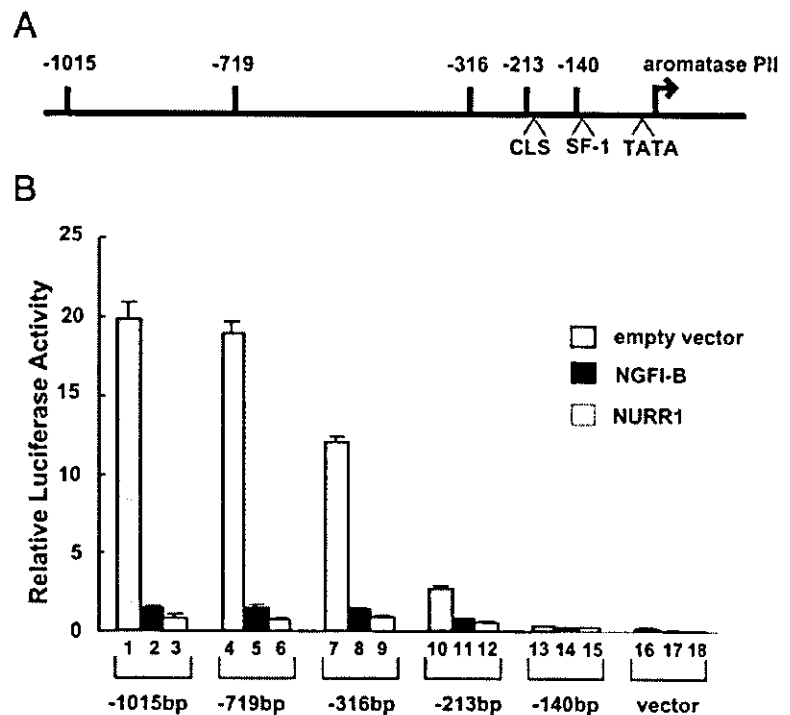 A
-1015 -719 -316 -213 -140 aromatase PII
CLS SF-1 TATA
B
Relative Luciferase Activity
25
20
15
10
5
0
empty vector
NGFI-B
NURR1
1 2 3 4 5 6 7 8 9 10 11 12 13 14 15 16 17 18
-1015bp -719bp -316bp -213bp -140bp vector